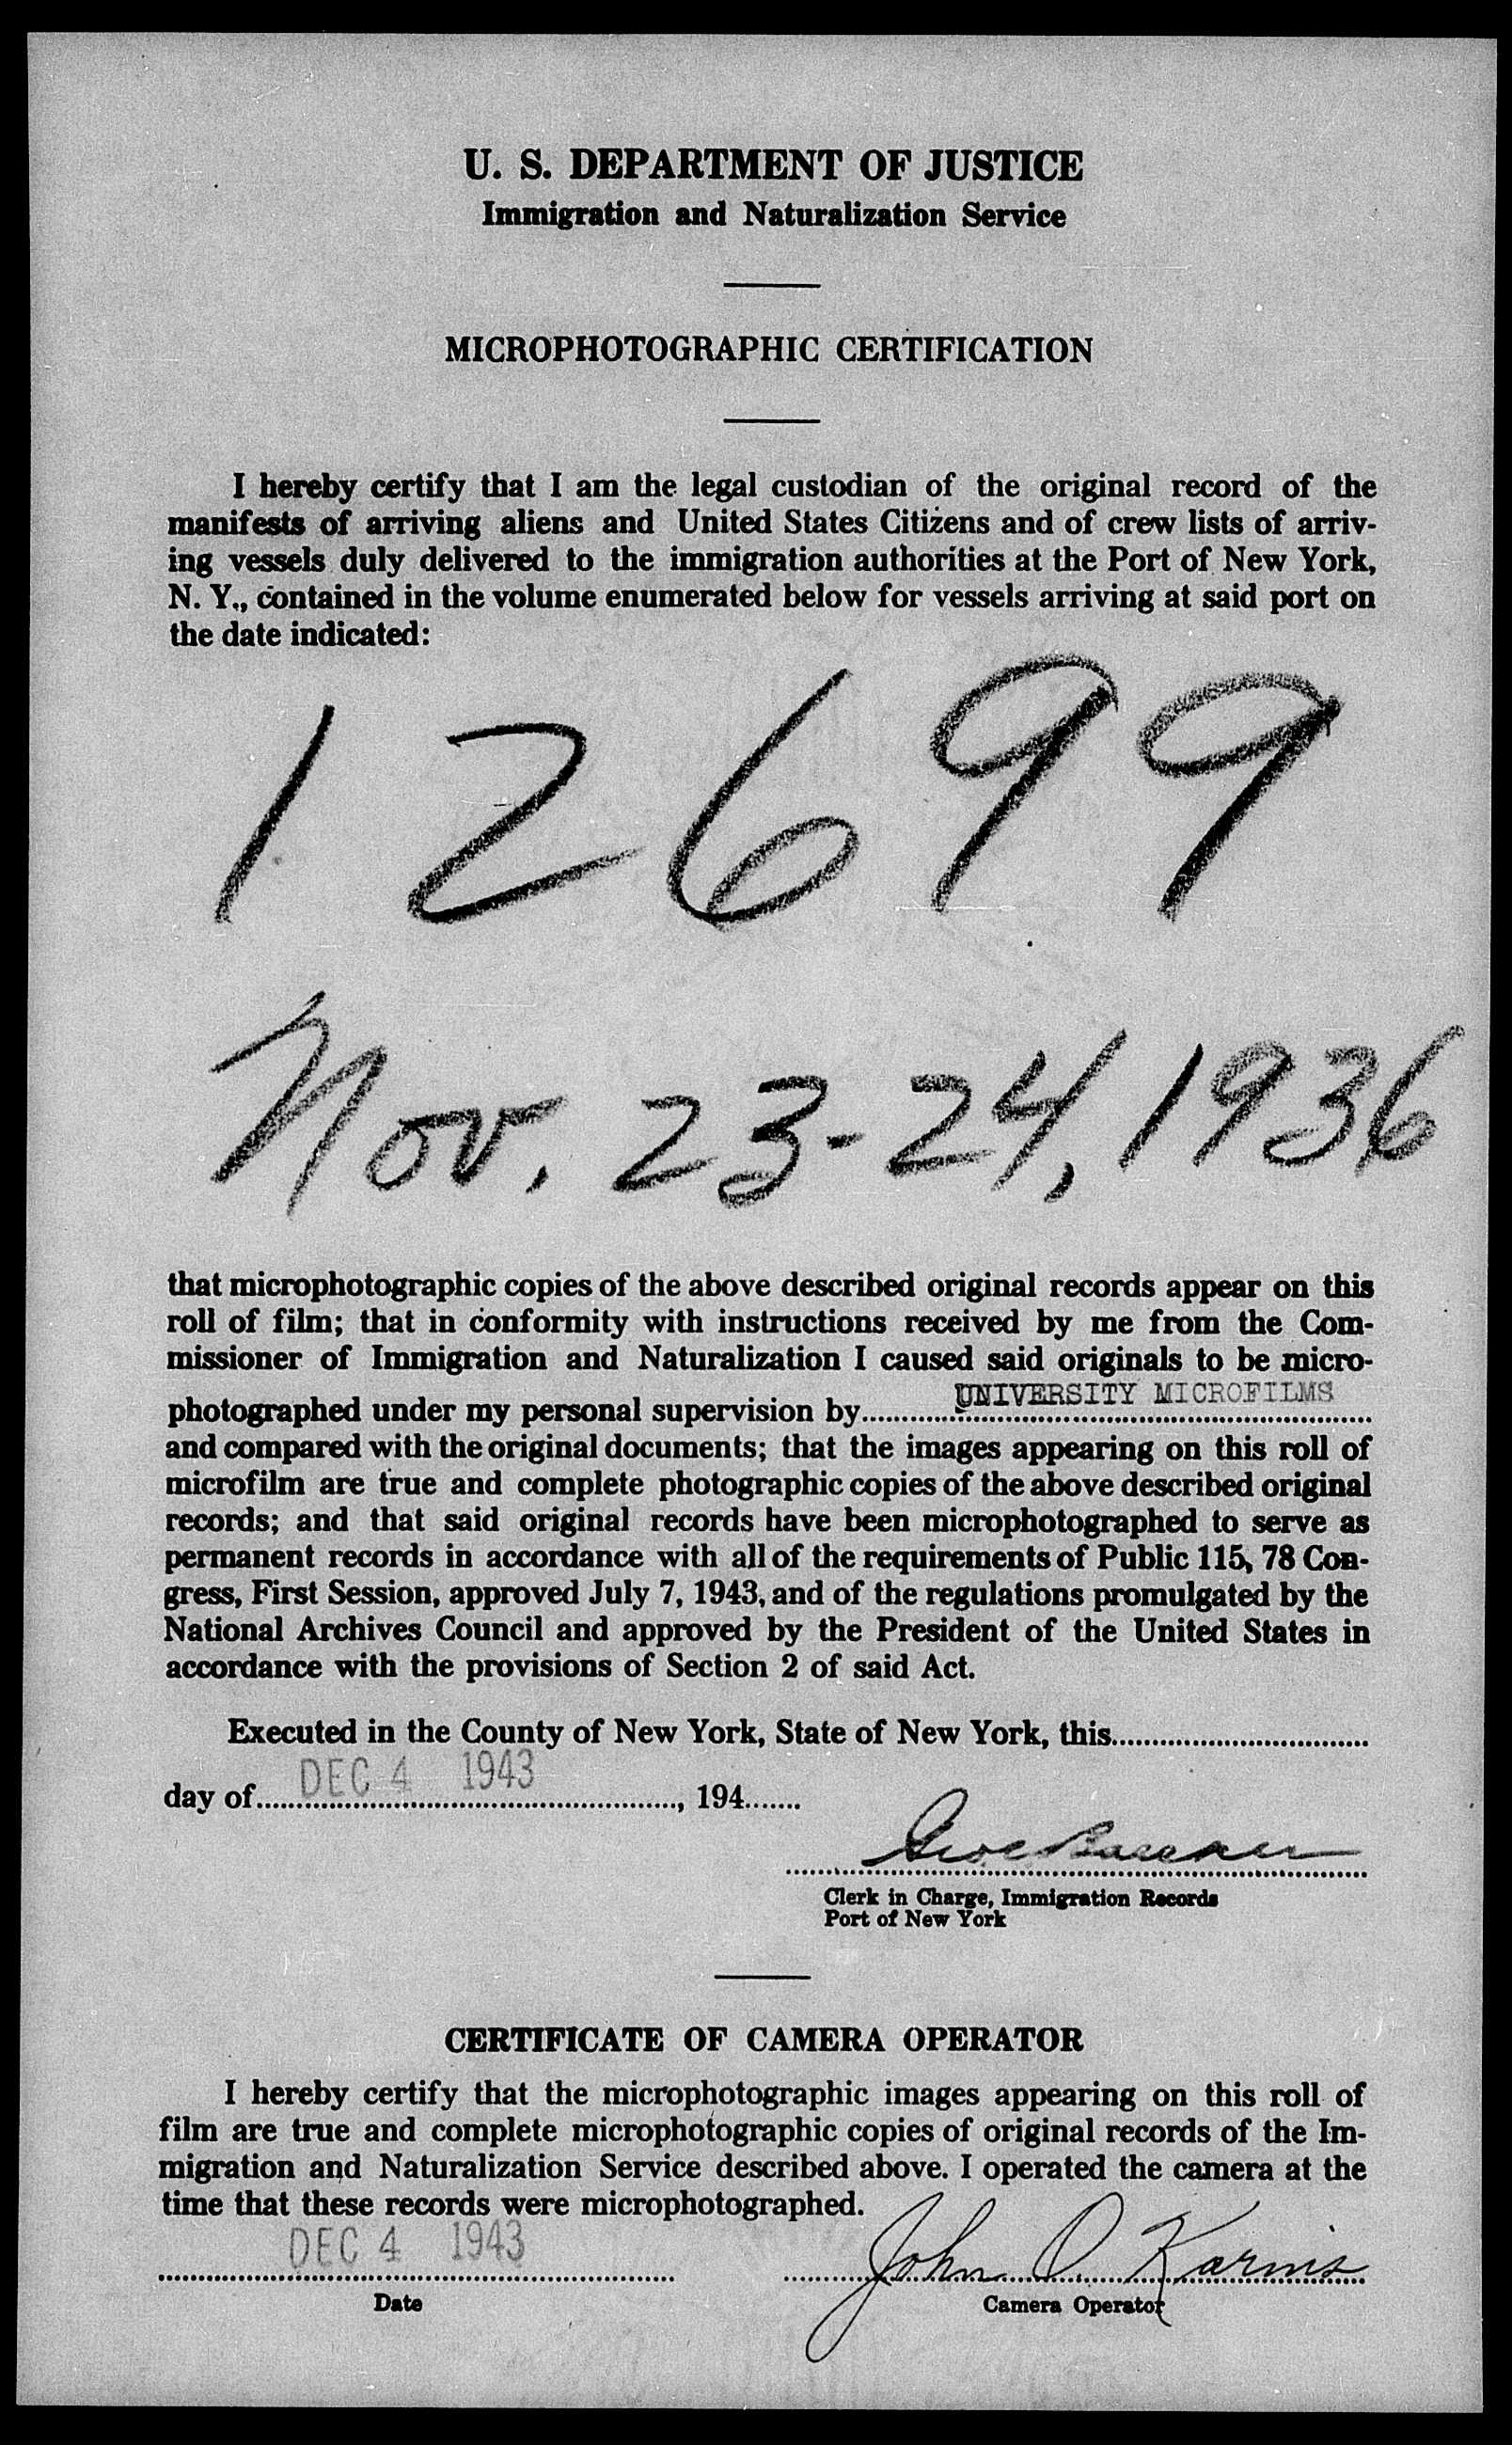 U. S. DEPARTMENT OF JUSTICE
Immigration and Naturalization Service
MICROPHOTOGRAPHIC CERTIFICATION
I hereby certify that I am the legal custodian of the original record of the
manifests of arriving aliens and United States Citizens and of crew lists of arriv-
ing vessels duly delivered to the immigration authorities at the Port of New York,
N. Y., contained in the volume enumerated below for vessels arriving at said port on
the date indicated:
12699
Nov. 23-24, 1936
that microphotographic copies of the above described original records appear on this
roll of film; that in conformity with instructions received by me from the Com-
missioner of Immigration and Naturalization I caused said originals to be micro-
photographed under my personal supervision by UNIVERSITY MICROFILMS
and compared with the original documents; that the images appearing on this roll of
microfilm are true and complete photographic copies of the above described original
records; and that said original records have been microphotographed to serve as
permanent records in accordance with all of the requirements of Public 115, 78 Con-
gress, First Session, approved July 7, 1943, and of the regulations promulgated by the
National Archives Council and approved by the President of the United States in
accordance with the provisions of Section 2 of said Act.
Executed in the County of New York, State of New York, this
day of DEC 4 1943, 194
Clerk in Charge, Immigration Records
Port of New York
CERTIFICATE OF CAMERA OPERATOR
I hereby certify that the microphotographic images appearing on this roll of
film are true and complete microphotographic copies of original records of the Im-
migration and Naturalization Service described above. I operated the camera at the
time that these records were microphotographed.
DEC 4 1943 John O. Karins
Date Camera Operator